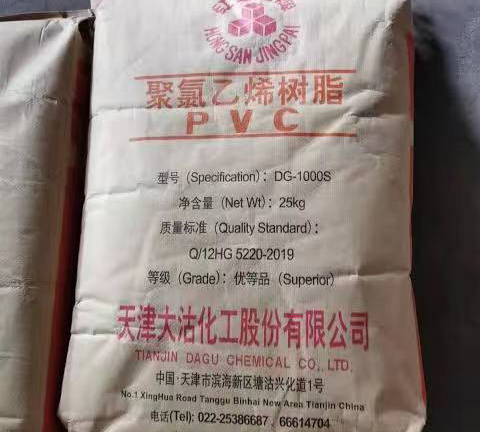 HONG SAN JING PAI
聚氯乙烯树脂
PVC
型号（Specification）：DG-1000S
净含量（Net Wt）：25kg
质量标准（Quality Standard）：
Q/12HG 5220-2019
等级（Grade）：优等品（Superior）
天津大沽化工股份有限公司
TIANJIN DAGU CHEMICAL CO., LTD.
中国·天津市滨海新区塘沽兴化道1号
No.1 XingHua Road Tanggu Binhai New Area Tianjin China
电话(Tel): 022-25386687．66614704